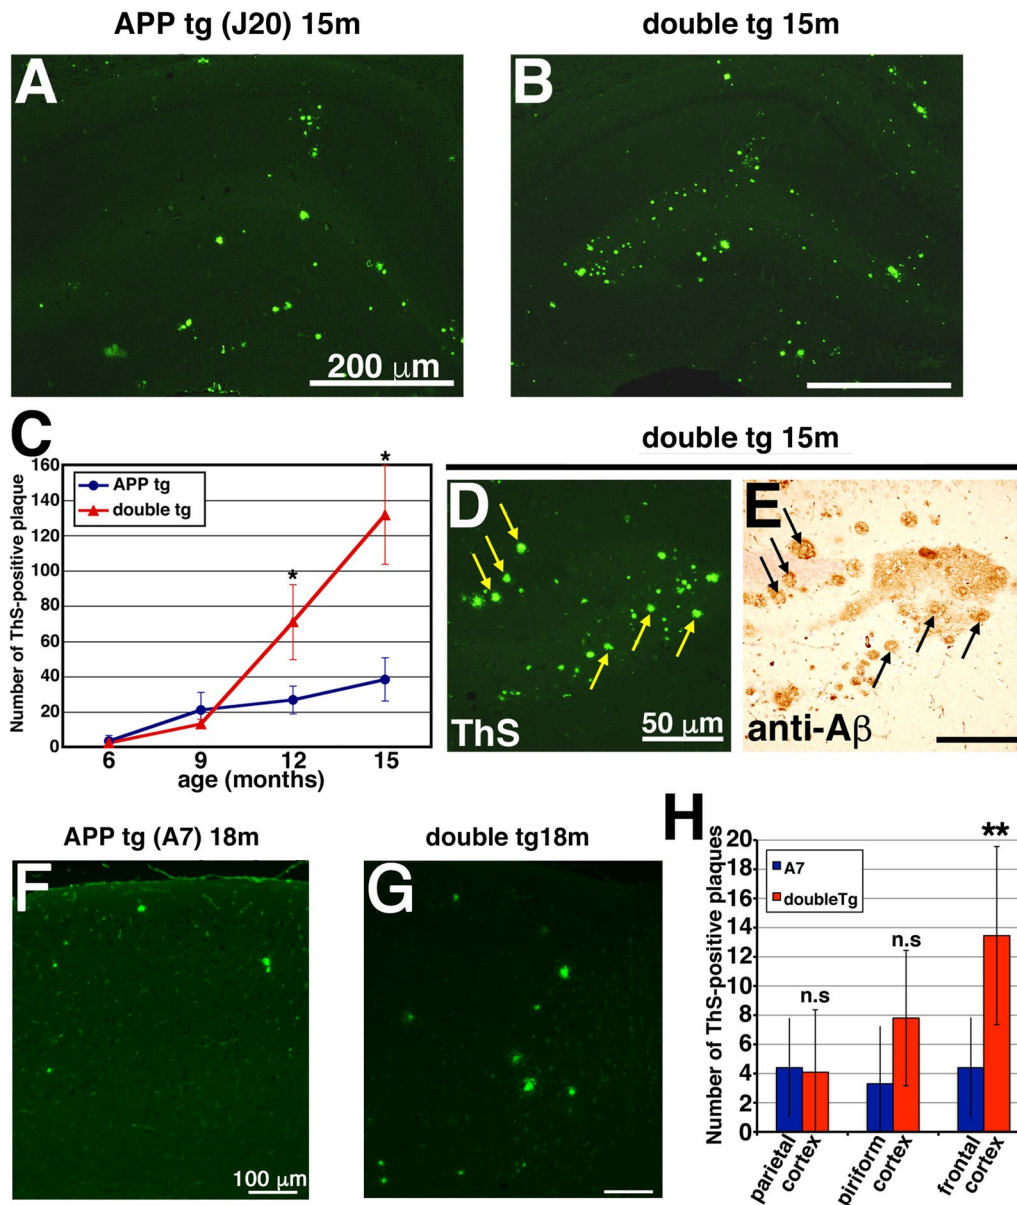 APP tg (J20) 15m
double tg 15m
A
200 µm
B
C
Number of ThS-positive plaque
160
140
120
100
80
60
40
20
0
APP tg
double tg
*
*
6
9
12
15
age (months)
double tg 15m
D
ThS
50 µm
E
anti-Aβ
APP tg (A7) 18m
F
100 µm
double tg18m
G
H
Number of ThS-positive plaques
20
18
16
14
12
10
8
6
4
2
0
A7
doubleTg
n.s
n.s
**
parietal
cortex
piriform
cortex
frontal
cortex